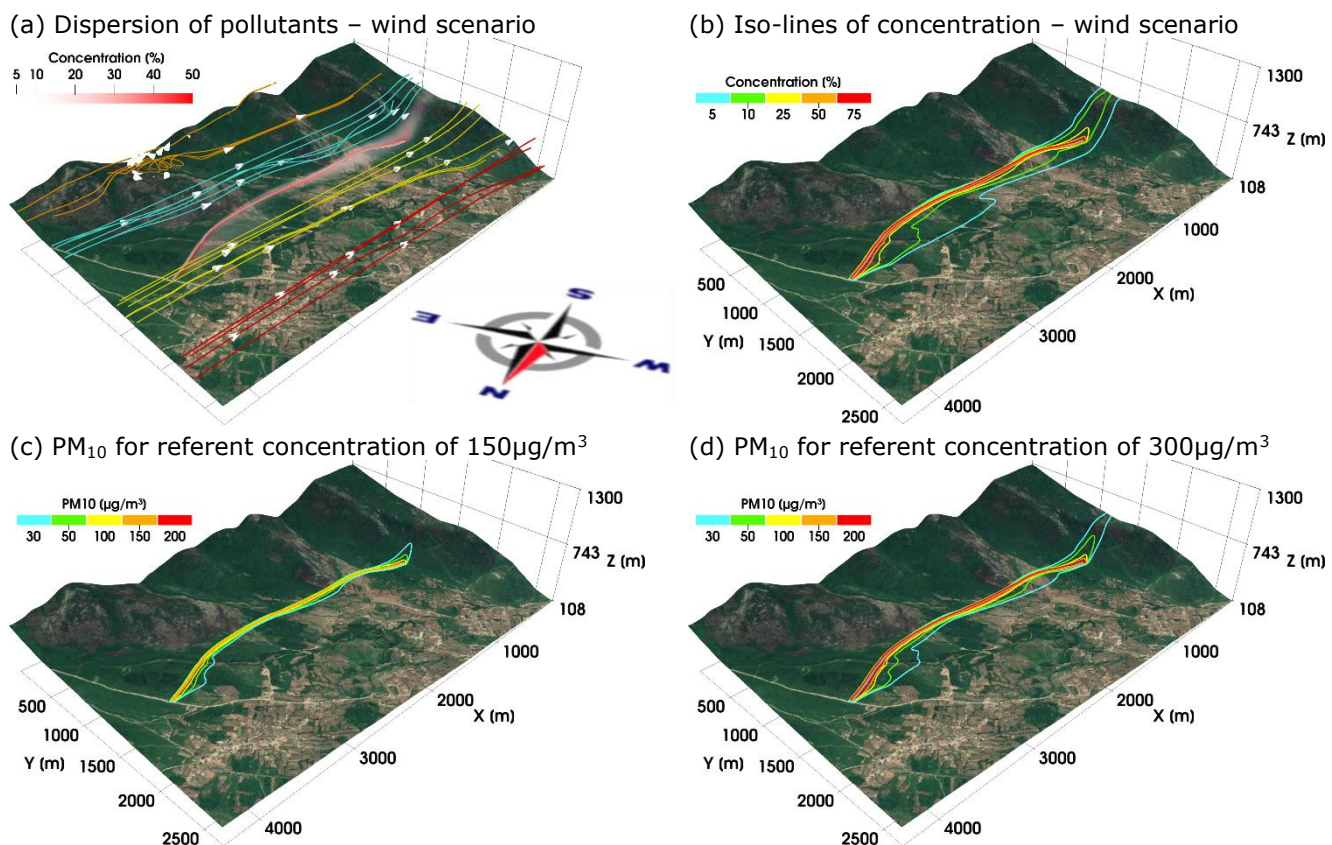 (a) Dispersion of pollutants – wind scenario
Concentration (%)
5 10 20 30 40 50
E S
N W
(b) Iso-lines of concentration – wind scenario
Concentration (%)
5 10 25 50 75
1300
743
Z (m)
108
1000
2000
X (m)
3000
4000
500
1000
Y (m) 1500
2000
2500
(c) PM₁₀ for referent concentration of 150µg/m³
PM10 (µg/m³)
30 50 100 150 200
1300
743
Z (m)
108
1000
2000
X (m)
3000
4000
500
1000
Y (m) 1500
2000
2500
(d) PM₁₀ for referent concentration of 300µg/m³
PM10 (µg/m³)
30 50 100 150 200
1300
743
Z (m)
108
1000
2000
X (m)
3000
4000
500
1000
Y (m) 1500
2000
2500